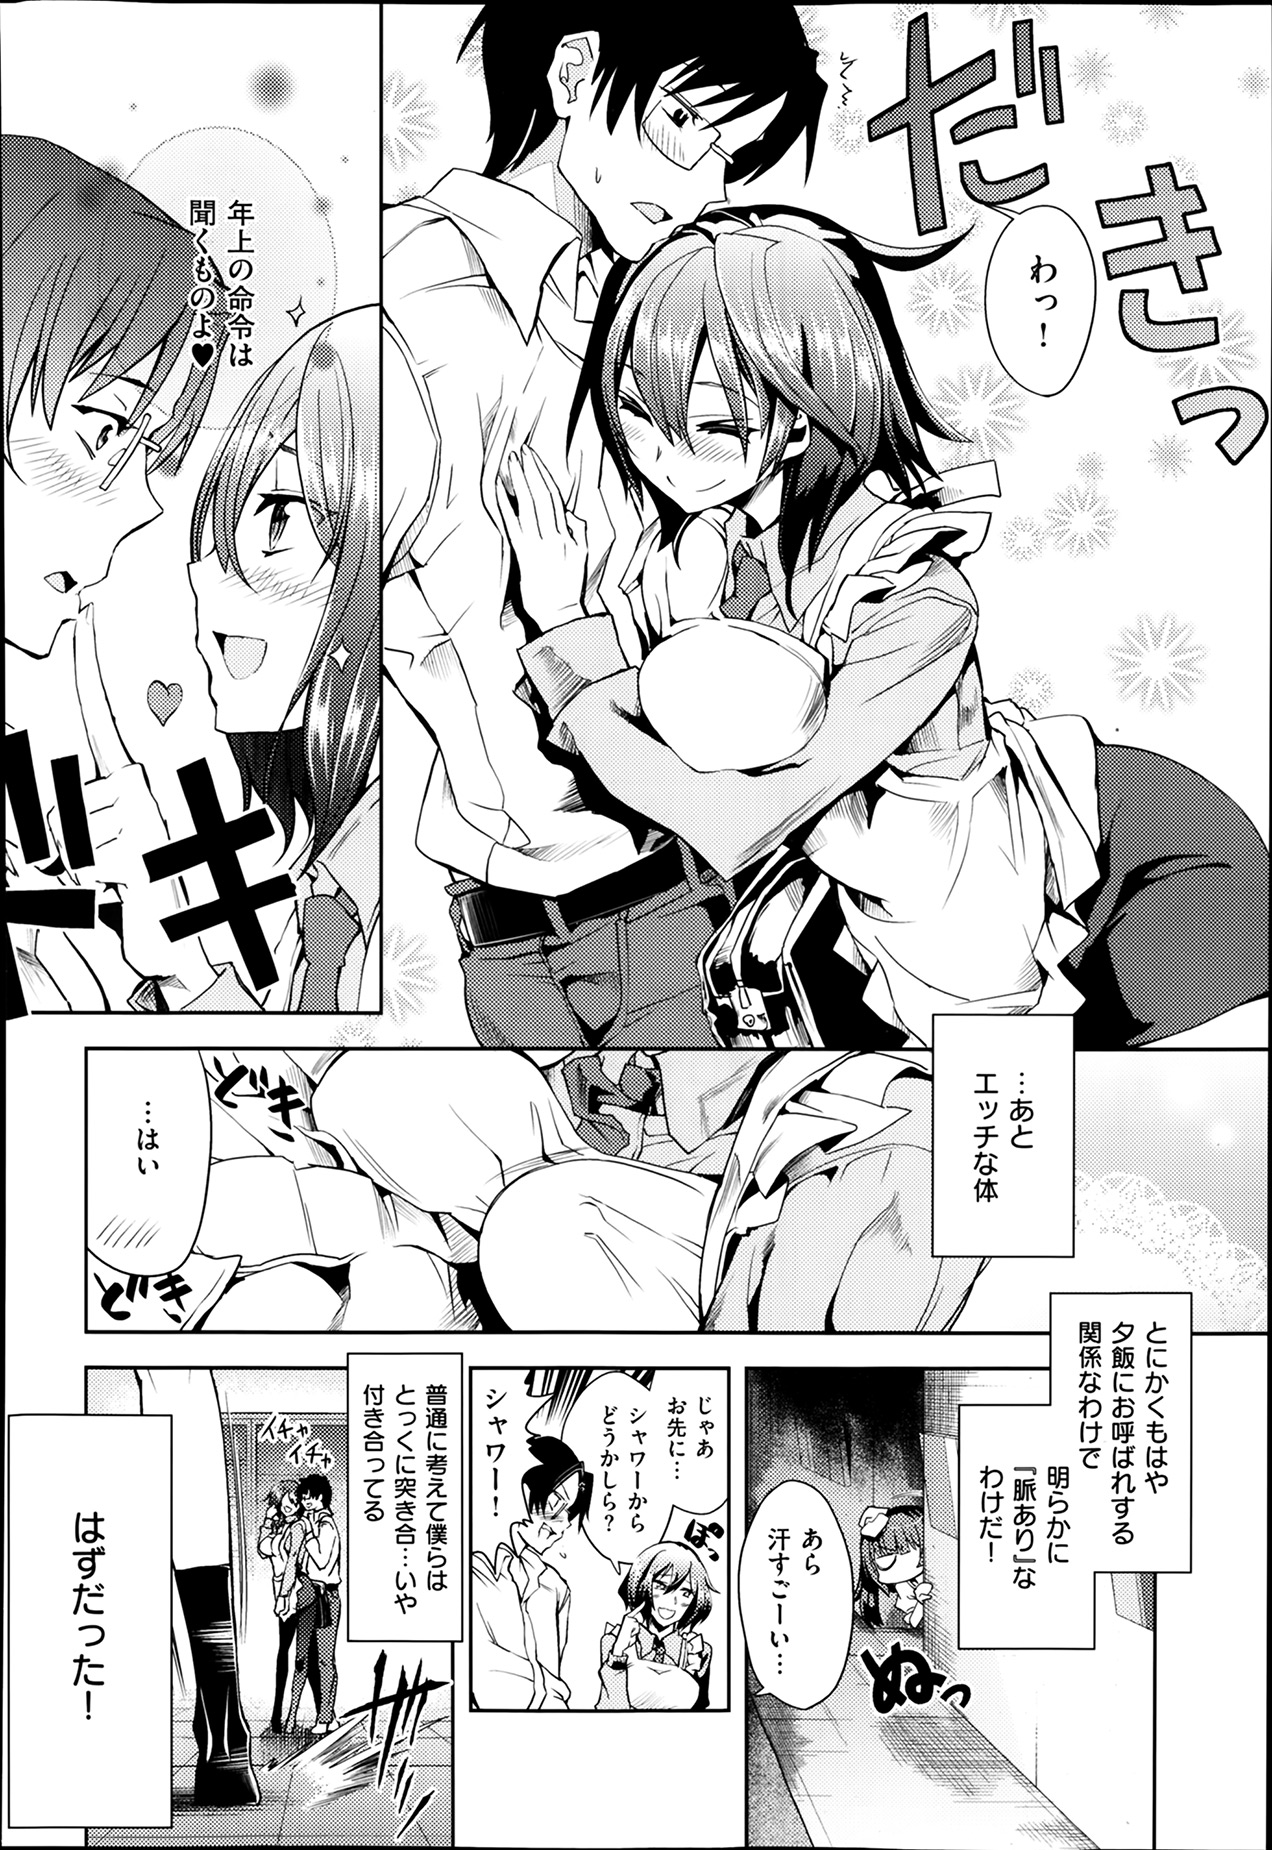 だきっ
わっ！
年上の命令は
聞くものよ♥
ドキ
…あと
エッチな体
どき
…はい
どき
とにかくもはや
夕飯にお呼ばれする
関係なわけで
明らかに
『脈あり』な
わけだ！
あら
汗すごーい…
ぬっ
じゃあ
お先に…
シャワーから
どうかしら？
ぽっ
シャワー！
普通に考えて僕らは
とっくに突き合…いや
付き合ってる
イチャ
イチャ
はずだった！